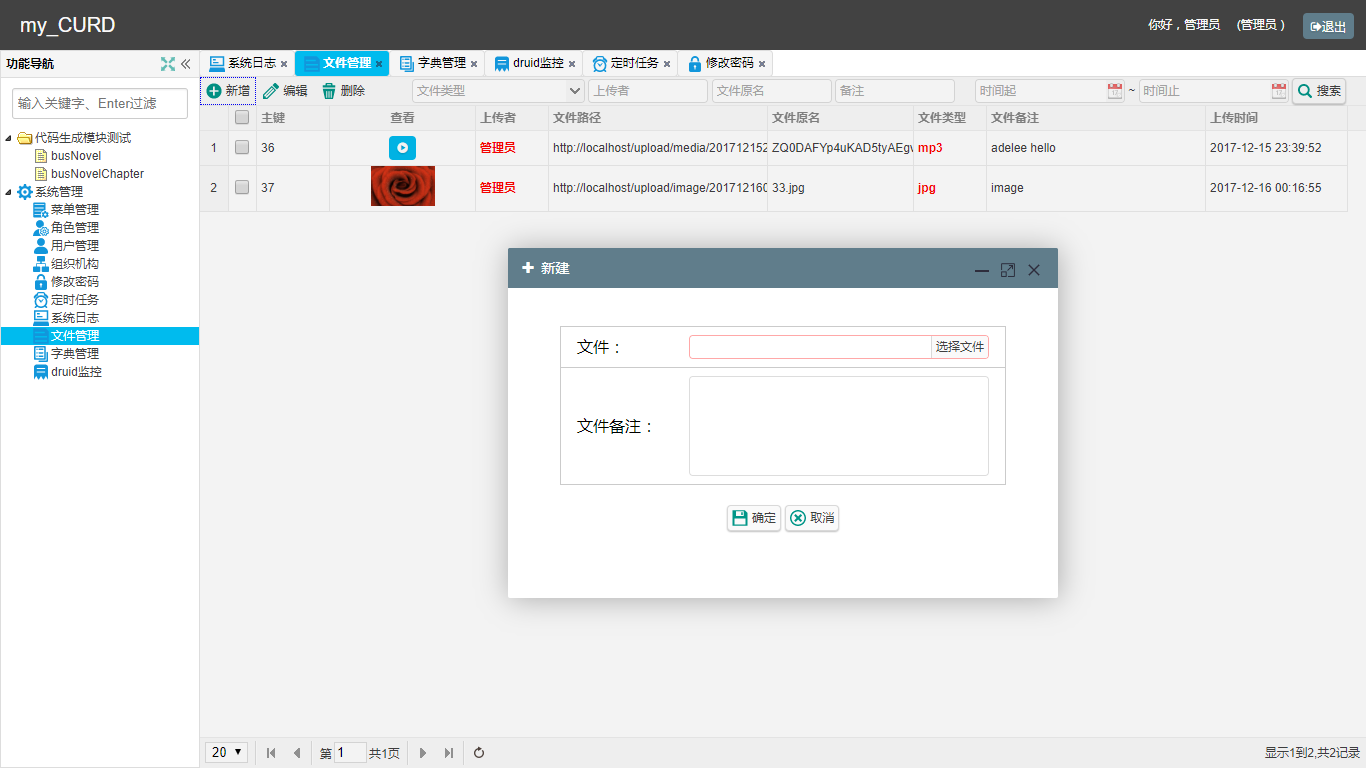 my_CURD
你好，管理员 (管理员) 退出
功能导航
系统日志 文件管理 字典管理 druid监控 定时任务 修改密码
新增 编辑 删除 文件类型 上传者 文件原名 备注 时间起 ~ 时间止 搜索
输入关键字、Enter过滤
代码生成模块测试
busNovel
busNovelChapter
系统管理
菜单管理
角色管理
用户管理
组织机构
修改密码
定时任务
系统日志
文件管理
字典管理
druid监控
主键 查看 上传者 文件路径 文件原名 文件类型 文件备注 上传时间
1 36 管理员 http://localhost/upload/media/201712152 ZQ0DAFYp4uKAD5tyAEgv mp3 adelee hello 2017-12-15 23:39:52
2 37 管理员 http://localhost/upload/image/201712160 33.jpg jpg image 2017-12-16 00:16:55
新建
文件： 选择文件
文件备注：
确定 取消
20 第 1 共1页 显示1到2,共2记录